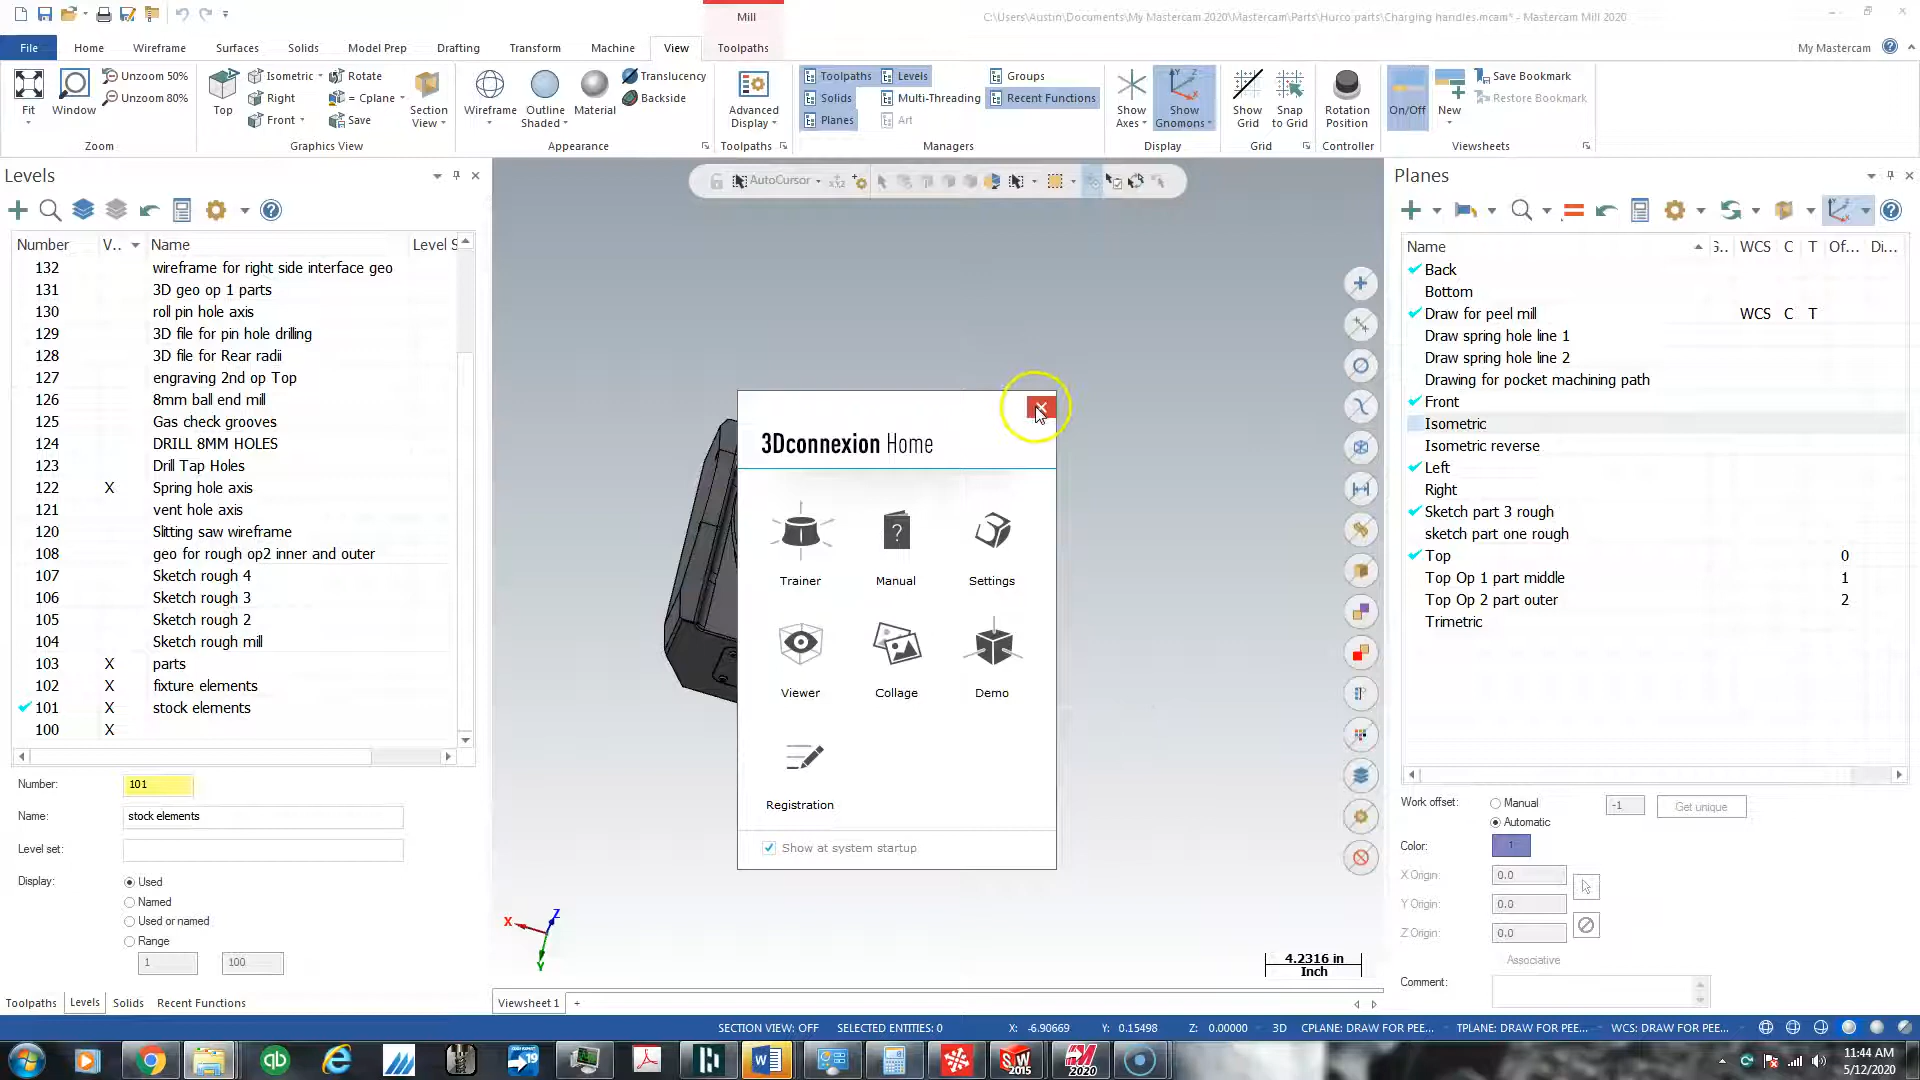 Mill
C:\Users\Austin\Documents\My Mastercam 2020\Mastercam\Parts\Hurco parts\Charging handles.mcam* - Mastercam Mill 2020
File Home Wireframe Surfaces Solids Model Prep Drafting Transform Machine View Toolpaths My Mastercam
Fit
Window
Unzoom 50%
Unzoom 80%
Zoom
Top
Isometric
Right
Front
Rotate
= Cplane
Save
Section View
Graphics View
Wireframe
Outline Shaded
Material
Translucency
Backside
Appearance
Advanced Display
Toolpaths
Toolpaths Levels Groups
Solids Multi-Threading Recent Functions
Planes Art
Managers
Show Axes
Show Gnomons
Display
Show Grid
Snap to Grid
Grid
Rotation Position
Controller
On/Off
New
Save Bookmark
Restore Bookmark
Viewsheets
Levels
Number V.. Name Level S
132 wireframe for right side interface geo
131 3D geo op 1 parts
130 roll pin hole axis
129 3D file for pin hole drilling
128 3D file for Rear radii
127 engraving 2nd op Top
126 8mm ball end mill
125 Gas check grooves
124 DRILL 8MM HOLES
123 Drill Tap Holes
122 X Spring hole axis
121 vent hole axis
120 Slitting saw wireframe
108 geo for rough op2 inner and outer
107 Sketch rough 4
106 Sketch rough 3
105 Sketch rough 2
104 Sketch rough mill
103 X parts
102 X fixture elements
101 X stock elements
100 X
Number: 101
Name: stock elements
Level set:
Display: Used
Named
Used or named
Range
1 100
Toolpaths Levels Solids Recent Functions
AutoCursor
3Dconnexion Home
Trainer Manual Settings
Viewer Collage Demo
Registration
Show at system startup
X Z
Y
4.2316 in
Inch
Viewsheet 1 +
Planes
Name G.. WCS C T Of... Di...
Back
Bottom
Draw for peel mill WCS C T
Draw spring hole line 1
Draw spring hole line 2
Drawing for pocket machining path
Front
Isometric
Isometric reverse
Left
Right
Sketch part 3 rough
sketch part one rough
Top 0
Top Op 1 part middle 1
Top Op 2 part outer 2
Trimetric
Work offset: Manual -1 Get unique
Automatic
Color: 1
X Origin: 0.0
Y Origin: 0.0
Z Origin: 0.0
Associative
Comment:
SECTION VIEW: OFF SELECTED ENTITIES: 0 X: -6.90669 Y: 0.15498 Z: 0.00000 3D CPLANE: DRAW FOR PEE... TPLANE: DRAW FOR PEE... WCS: DRAW FOR PEE...
11:44 AM
5/12/2020